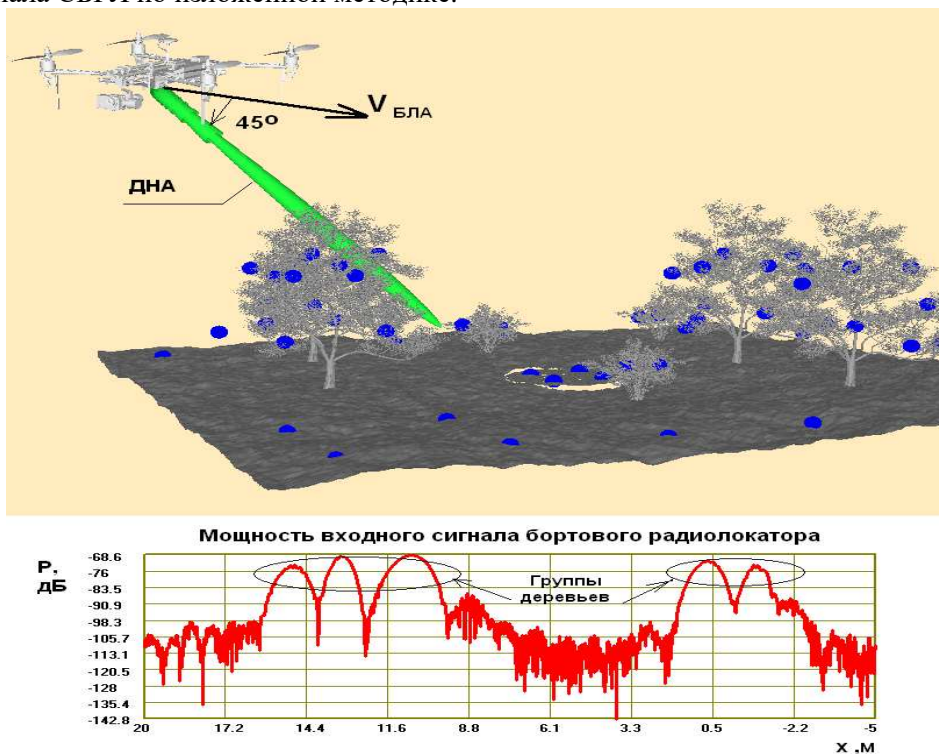 V БЛА
45º
ДНА
Мощность входного сигнала бортового радиолокатора
P,
дБ
-68.6
-76
-83.5
-90.9
-98.3
-105.7
-113.1
-120.5
-128
-135.4
-142.8
Группы
деревьев
20 17.2 14.4 11.6 8.8 6.1 3.3 0.5 -2.2 -5
X ,М